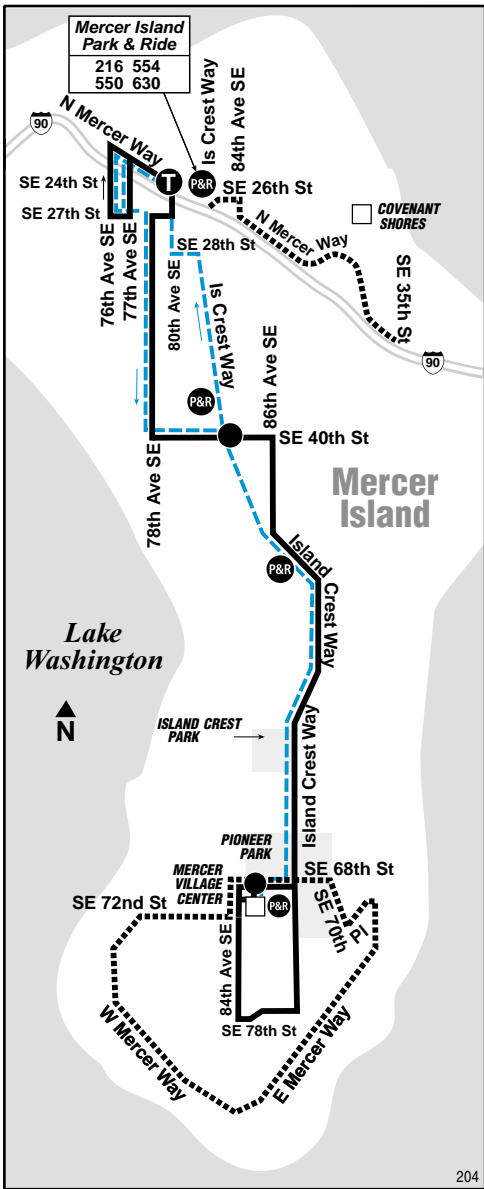 Mercer Island
Park & Ride
216 554
550 630
90
N Mercer Way
Is Crest Way
84th Ave SE
T
P&R
SE 24th St
SE 26th St
SE 27th St
N Mercer Way
COVENANT
SHORES
SE 28th St
SE 35th St
76th Ave SE
77th Ave SE
80th Ave SE
Is Crest Way
90
P&R
86th Ave SE
SE 40th St
78th Ave SE
Mercer
Island
Island Crest Way
P&R
Lake
Washington
N
ISLAND CREST
PARK
Island Crest Way
PIONEER
PARK
MERCER
VILLAGE
CENTER
SE 68th St
SE 72nd St
P&R
SE 70th Pl
84th Ave SE
SE 78th St
W Mercer Way
E Mercer Way
204